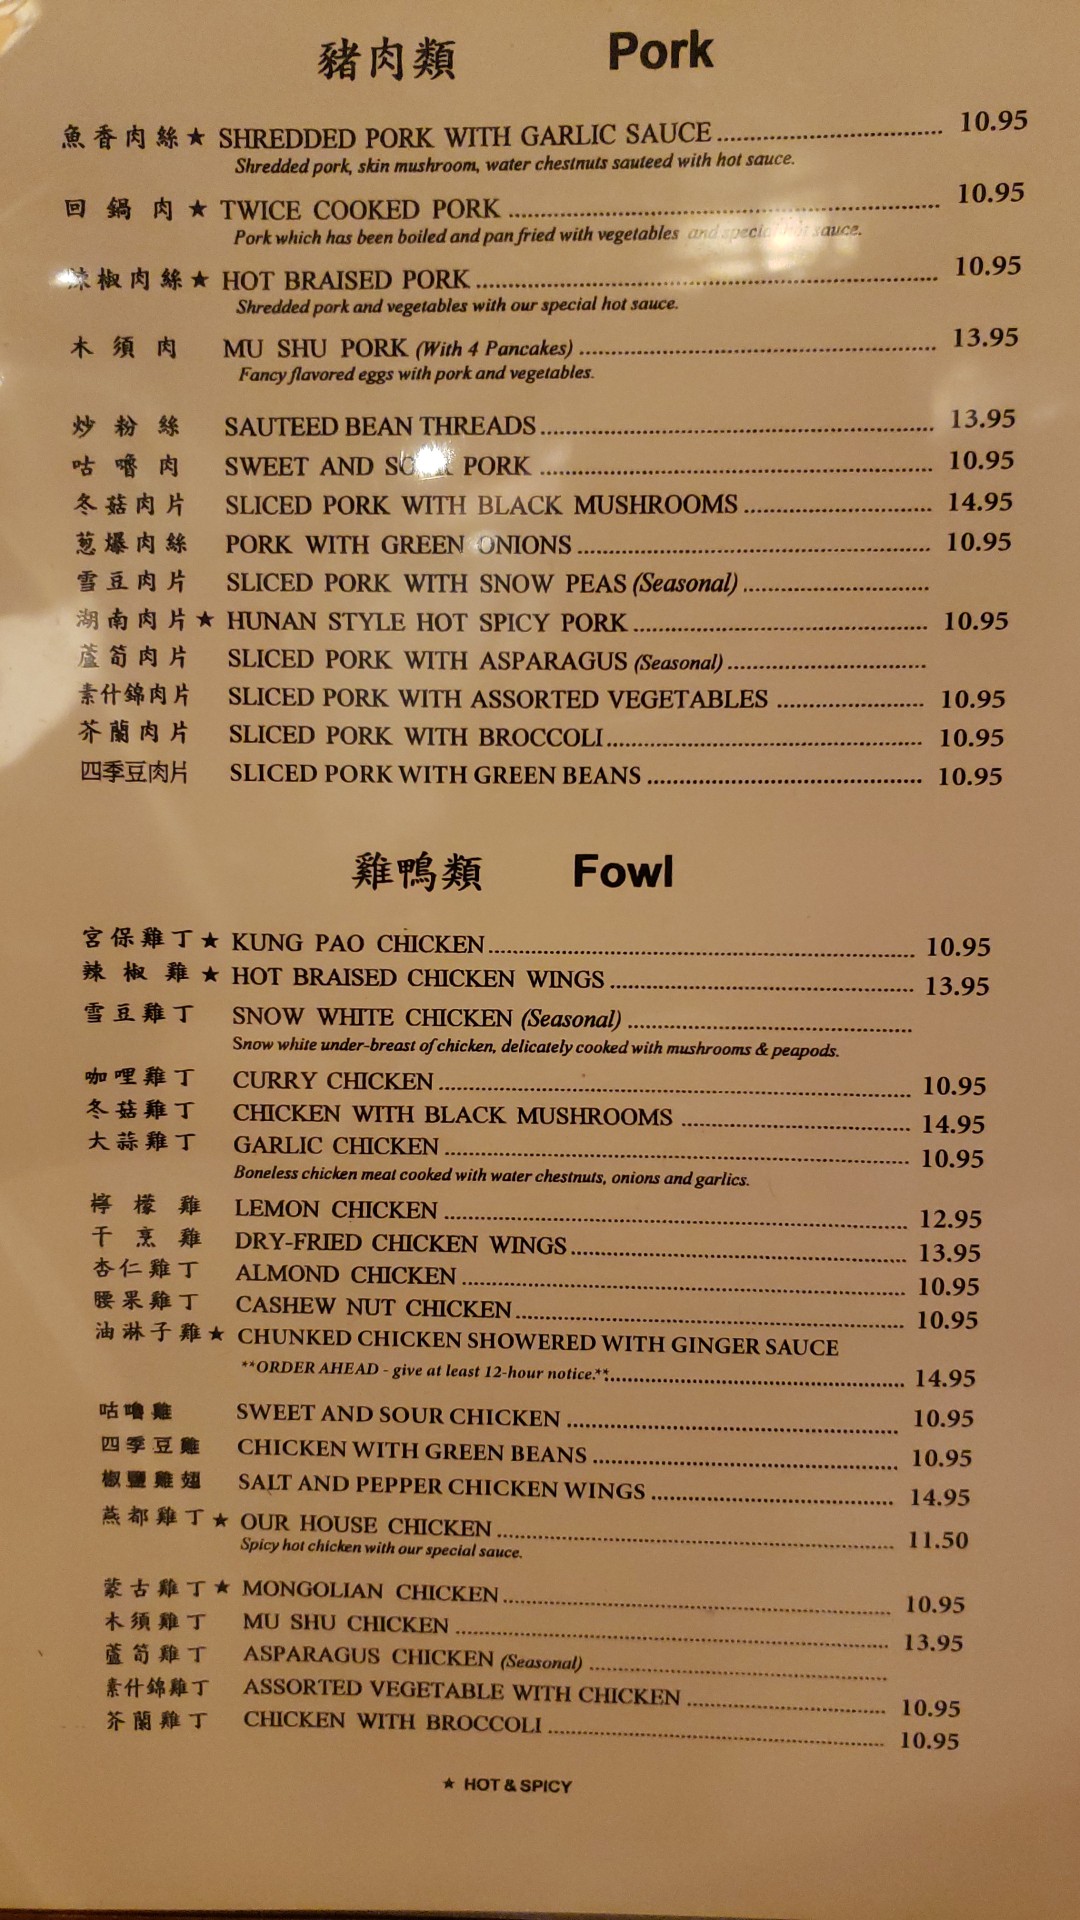 豬肉類 Pork
魚香肉絲 ★ SHREDDED PORK WITH GARLIC SAUCE 10.95
Shredded pork, skin mushroom, water chestnuts sauteed with hot sauce.
回鍋肉 ★ TWICE COOKED PORK 10.95
Pork which has been boiled and pan fried with vegetables and special hot sauce.
辣椒肉絲 ★ HOT BRAISED PORK 10.95
Shredded pork and vegetables with our special hot sauce.
木須肉 MU SHU PORK (With 4 Pancakes) 13.95
Fancy flavored eggs with pork and vegetables.
炒粉絲 SAUTEED BEAN THREADS 13.95
咕嚕肉 SWEET AND SOUR PORK 10.95
冬菇肉片 SLICED PORK WITH BLACK MUSHROOMS 14.95
葱爆肉絲 PORK WITH GREEN ONIONS 10.95
雪豆肉片 SLICED PORK WITH SNOW PEAS (Seasonal)
湖南肉片 ★ HUNAN STYLE HOT SPICY PORK 10.95
蘆筍肉片 SLICED PORK WITH ASPARAGUS (Seasonal)
素什錦肉片 SLICED PORK WITH ASSORTED VEGETABLES 10.95
芥蘭肉片 SLICED PORK WITH BROCCOLI 10.95
四季豆肉片 SLICED PORK WITH GREEN BEANS 10.95
雞鴨類 Fowl
宮保雞丁 ★ KUNG PAO CHICKEN 10.95
辣椒雞 ★ HOT BRAISED CHICKEN WINGS 13.95
雪豆雞丁 SNOW WHITE CHICKEN (Seasonal)
Snow white under-breast of chicken, delicately cooked with mushrooms & peapods.
咖哩雞丁 CURRY CHICKEN 10.95
冬菇雞丁 CHICKEN WITH BLACK MUSHROOMS 14.95
大蒜雞丁 GARLIC CHICKEN 10.95
Boneless chicken meat cooked with water chestnuts, onions and garlics.
檸檬雞 LEMON CHICKEN 12.95
干烹雞 DRY-FRIED CHICKEN WINGS 13.95
杏仁雞丁 ALMOND CHICKEN 10.95
腰果雞丁 CASHEW NUT CHICKEN 10.95
油淋子雞 ★ CHUNKED CHICKEN SHOWERED WITH GINGER SAUCE
**ORDER AHEAD - give at least 12-hour notice.** 14.95
咕嚕雞 SWEET AND SOUR CHICKEN 10.95
四季豆雞 CHICKEN WITH GREEN BEANS 10.95
椒鹽雞翅 SALT AND PEPPER CHICKEN WINGS 14.95
燕都雞丁 ★ OUR HOUSE CHICKEN 11.50
Spicy hot chicken with our special sauce.
蒙古雞丁 ★ MONGOLIAN CHICKEN 10.95
木須雞丁 MU SHU CHICKEN 13.95
蘆筍雞丁 ASPARAGUS CHICKEN (Seasonal)
素什錦雞丁 ASSORTED VEGETABLE WITH CHICKEN 10.95
芥蘭雞丁 CHICKEN WITH BROCCOLI 10.95
★ HOT & SPICY